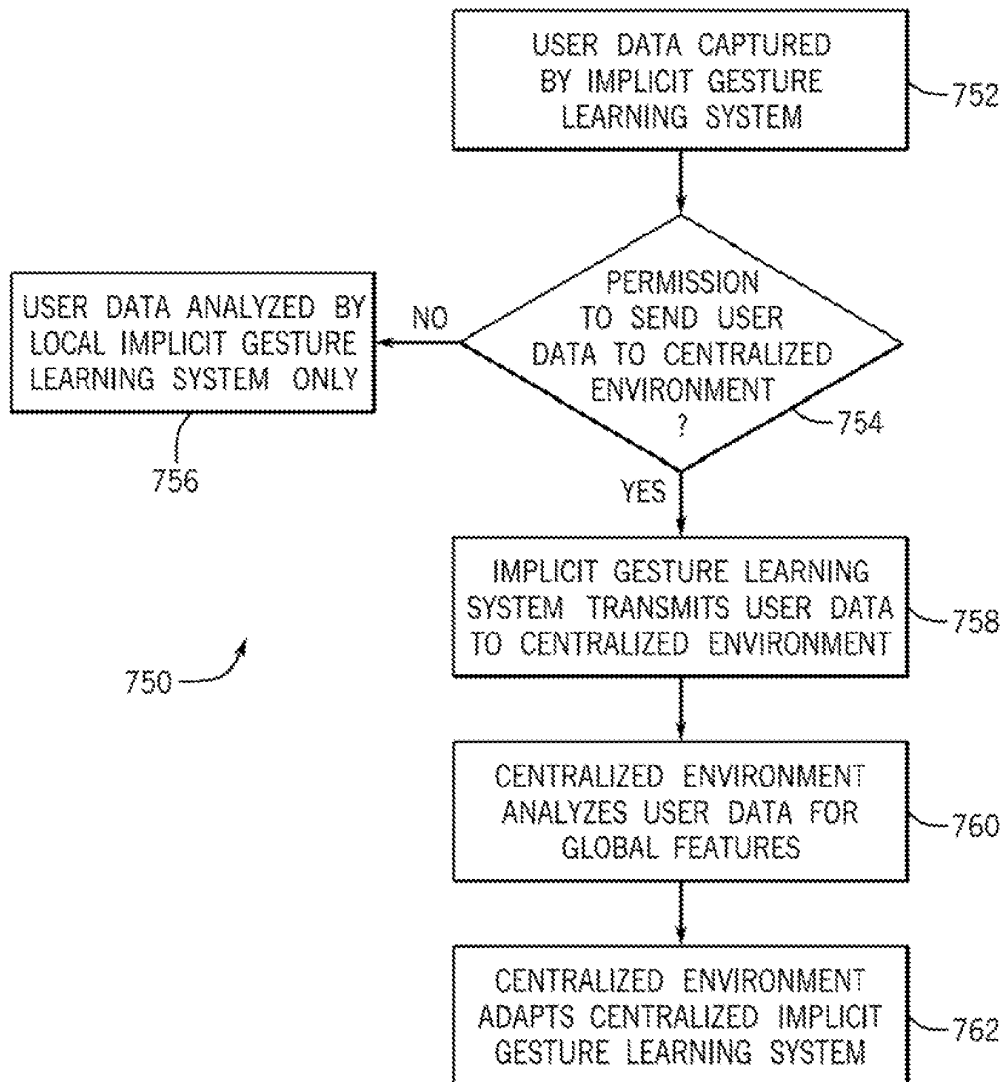 USER DATA CAPTURED
BY IMPLICIT GESTURE
LEARNING SYSTEM
752
PERMISSION
TO SEND USER
DATA TO CENTRALIZED
ENVIRONMENT
?
754
NO
USER DATA ANALYZED BY
LOCAL IMPLICIT GESTURE
LEARNING SYSTEM ONLY
756
YES
IMPLICIT GESTURE LEARNING
SYSTEM TRANSMITS USER DATA
TO CENTRALIZED ENVIRONMENT
758
750
CENTRALIZED ENVIRONMENT
ANALYZES USER DATA FOR
GLOBAL FEATURES
760
CENTRALIZED ENVIRONMENT
ADAPTS CENTRALIZED IMPLICIT
GESTURE LEARNING SYSTEM
762